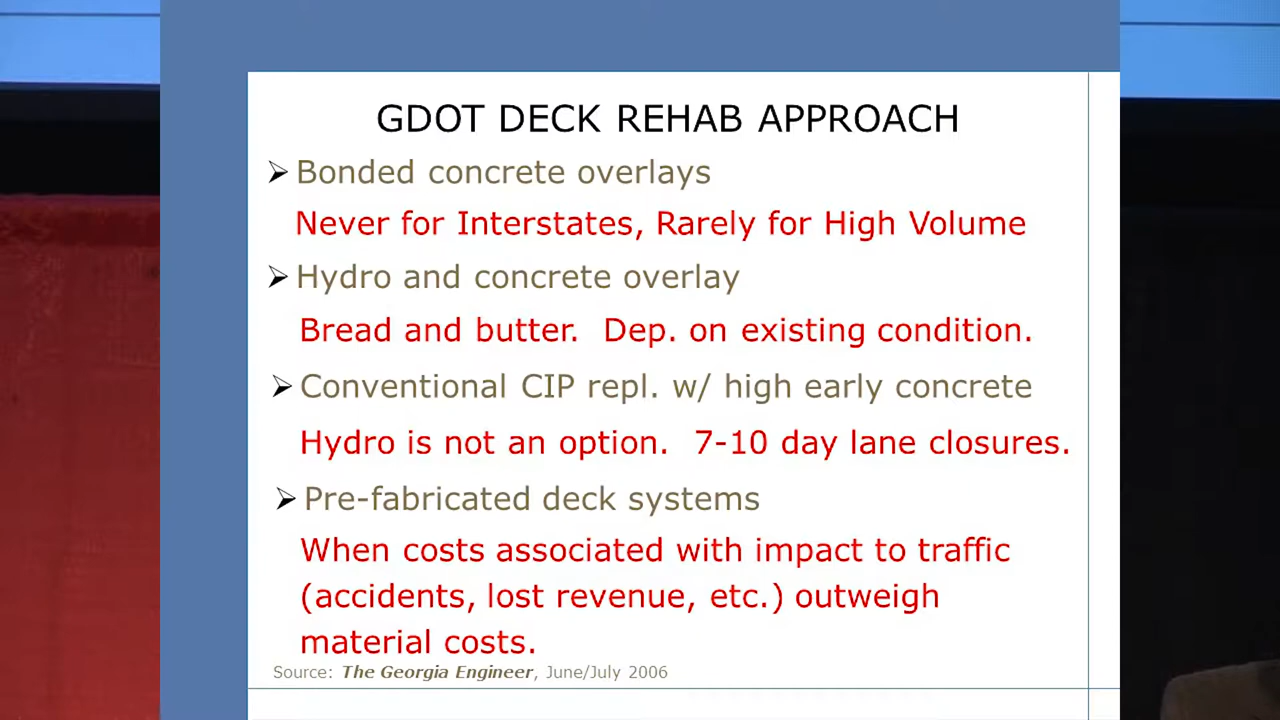 GDOT DECK REHAB APPROACH
➢ Bonded concrete overlays
Never for Interstates, Rarely for High Volume
➢ Hydro and concrete overlay
Bread and butter.  Dep. on existing condition.
➢ Conventional CIP repl. w/ high early concrete
Hydro is not an option.  7-10 day lane closures.
➢ Pre-fabricated deck systems
When costs associated with impact to traffic
(accidents, lost revenue, etc.) outweigh
material costs.
Source: The Georgia Engineer, June/July 2006